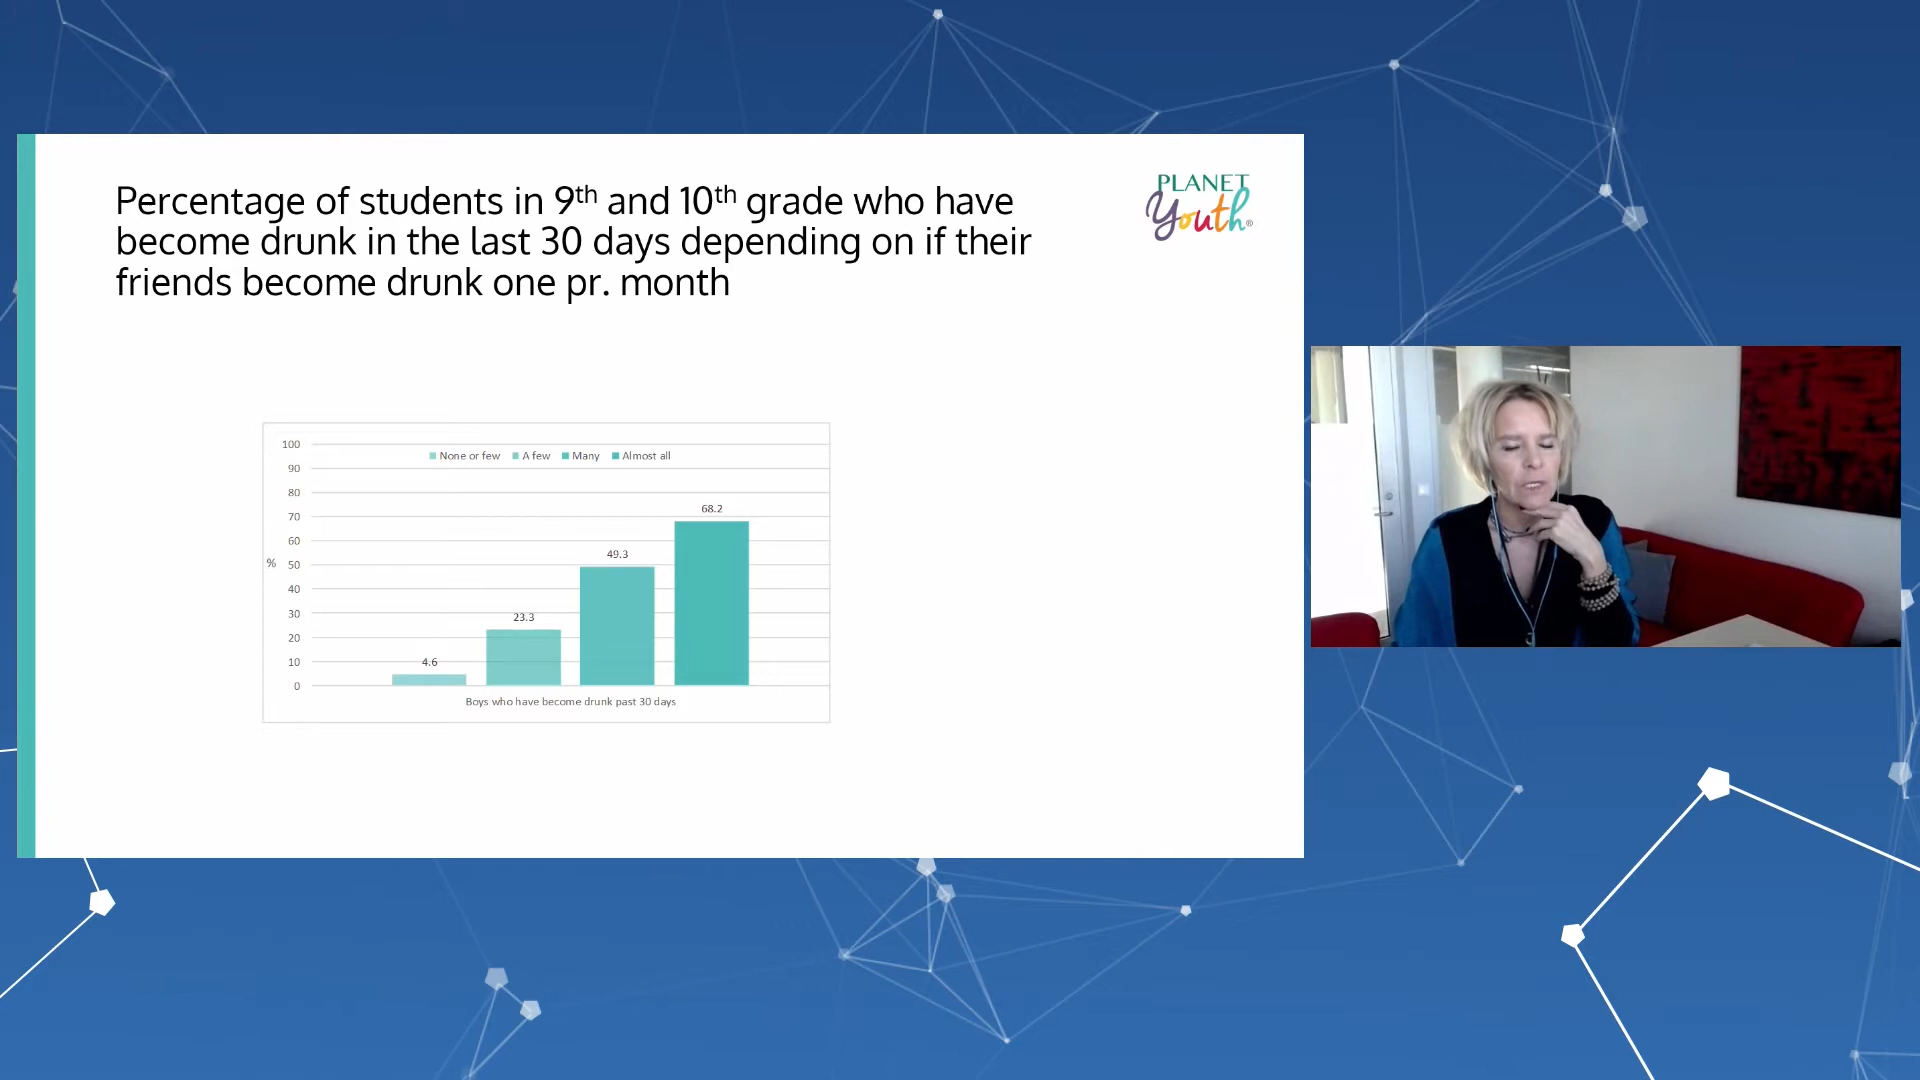 Percentage of students in 9th and 10th grade who have
become drunk in the last 30 days depending on if their
friends become drunk one pr. month
PLANET
Youth®
100
90
80
70
60
50
40
30
20
10
0
%
None or few A few Many Almost all
4.6
23.3
49.3
68.2
Boys who have become drunk past 30 days